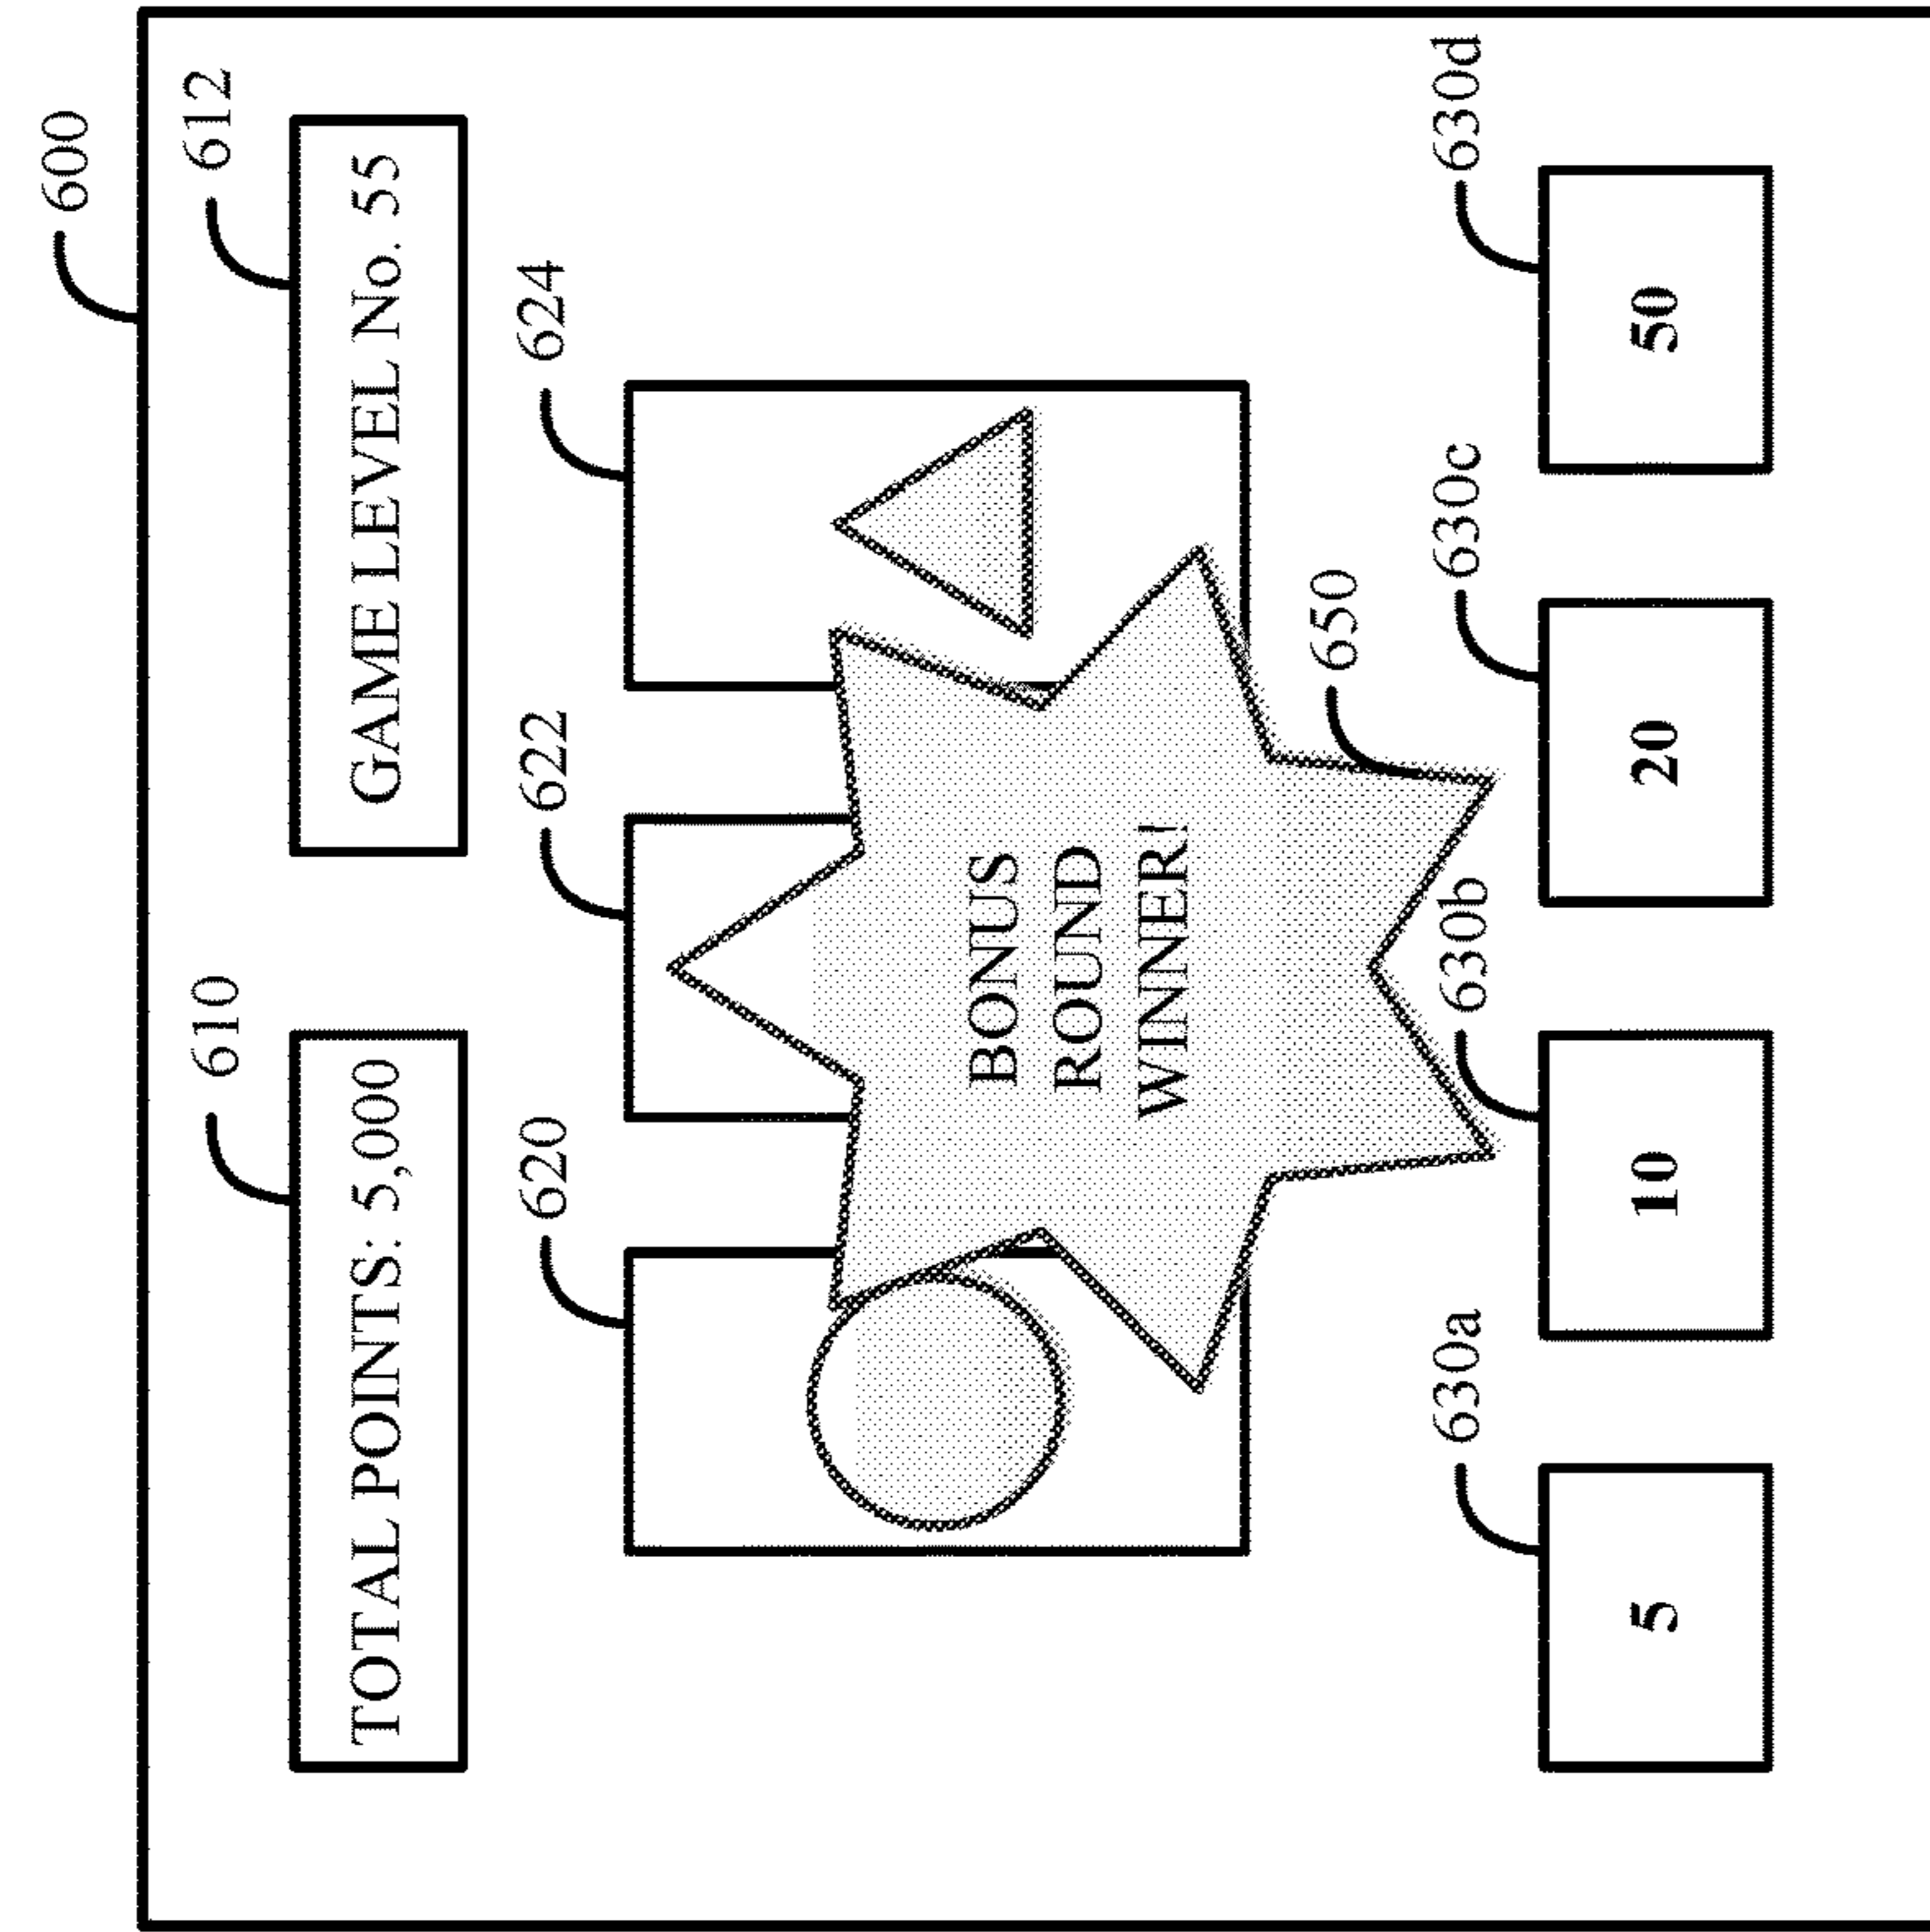 600
610
612
TOTAL POINTS: 5,000
GAME LEVEL No. 55
620
622
624
BONUS
ROUND
WINNER!
650
630a
630b
630c
630d
5
10
20
50